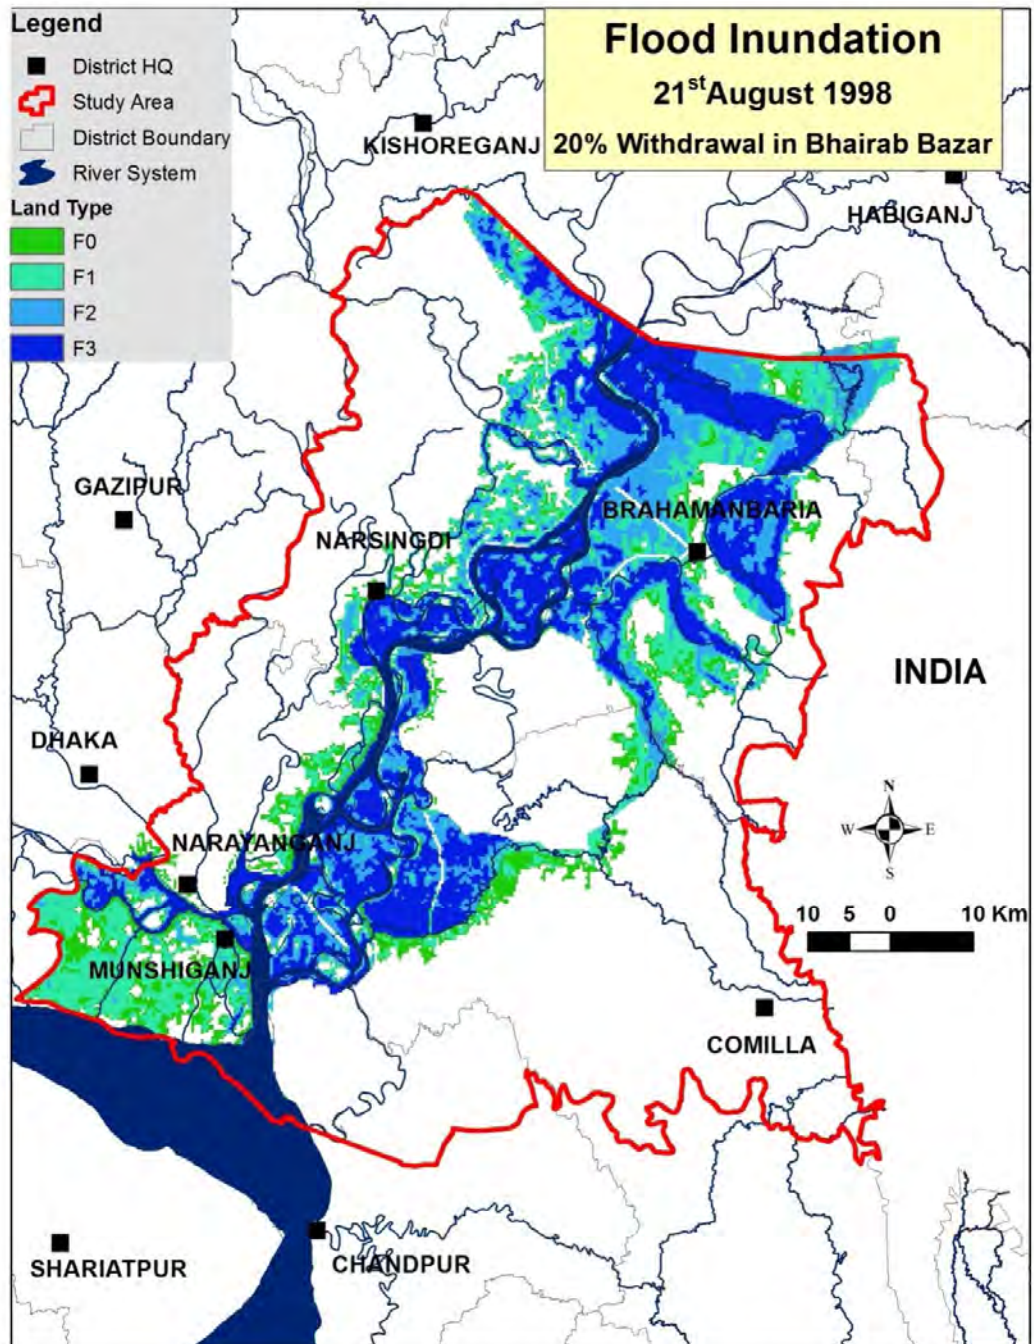 Legend
District HQ
Study Area
District Boundary
River System
Land Type
F0
F1
F2
F3
Flood Inundation
21st August 1998
20% Withdrawal in Bhairab Bazar
KISHOREGANJ
HABIGANJ
GAZIPUR
BRAHAMANBARIA
NARSINGDI
INDIA
DHAKA
N
W E
S
NARAYANGANJ
10 5 0 10 Km
MUNSHIGANJ
COMILLA
SHARIATPUR
CHANDPUR